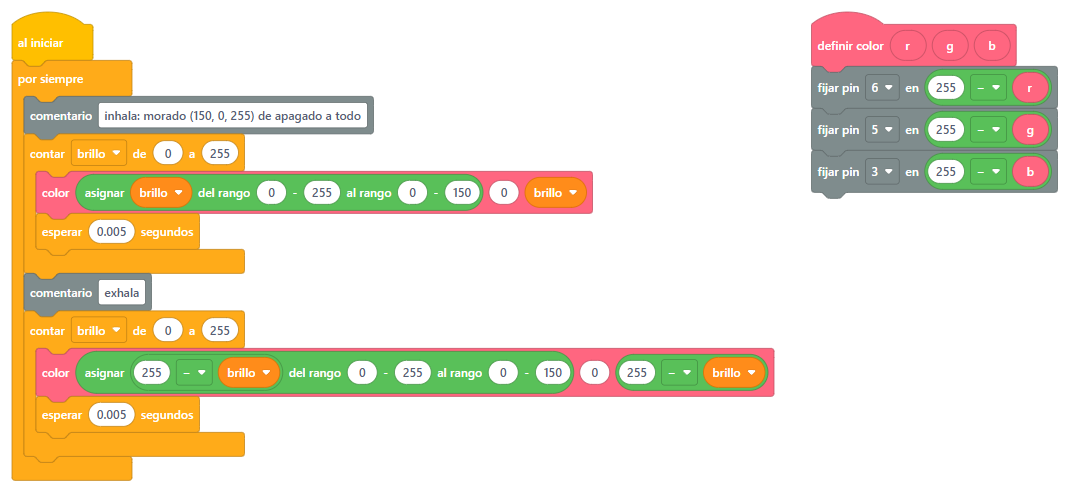 al iniciar
por siempre
comentario inhala: morado (150, 0, 255) de apagado a todo
contar brillo de 0 a 255
color asignar brillo del rango 0 - 255 al rango 0 - 150 0 brillo
esperar 0.005 segundos
comentario exhala
contar brillo de 0 a 255
color asignar 255 - brillo del rango 0 - 255 al rango 0 - 150 0 255 - brillo
esperar 0.005 segundos
definir color r g b
fijar pin 6 en 255 - r
fijar pin 5 en 255 - g
fijar pin 3 en 255 - b